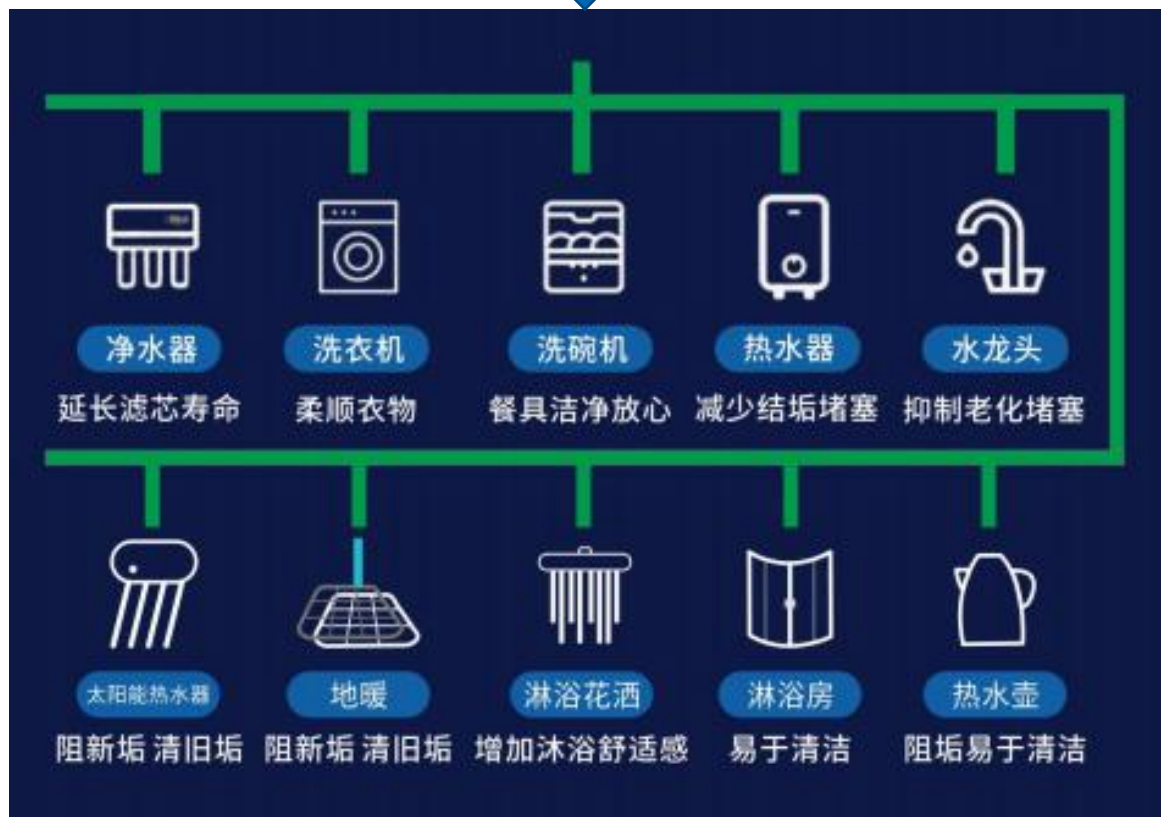 净水器 洗衣机 洗碗机 热水器 水龙头
延长滤芯寿命 柔顺衣物 餐具洁净放心 减少结垢堵塞 抑制老化堵塞
太阳能热水器 地暖 淋浴花洒 淋浴房 热水壶
阻新垢 清旧垢 阻新垢 清旧垢 增加沐浴舒适感 易于清洁 阻垢易于清洁